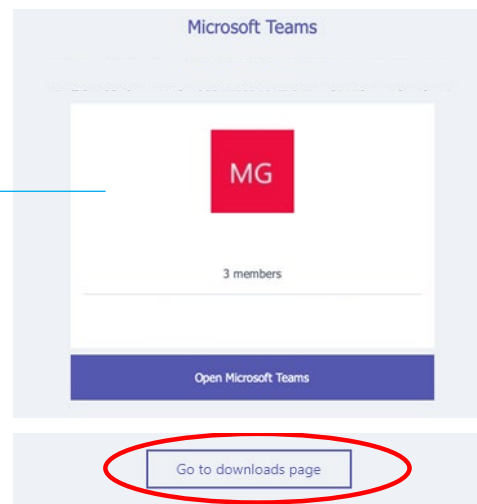 Microsoft Teams
MG
3 members
Open Microsoft Teams
Go to downloads page